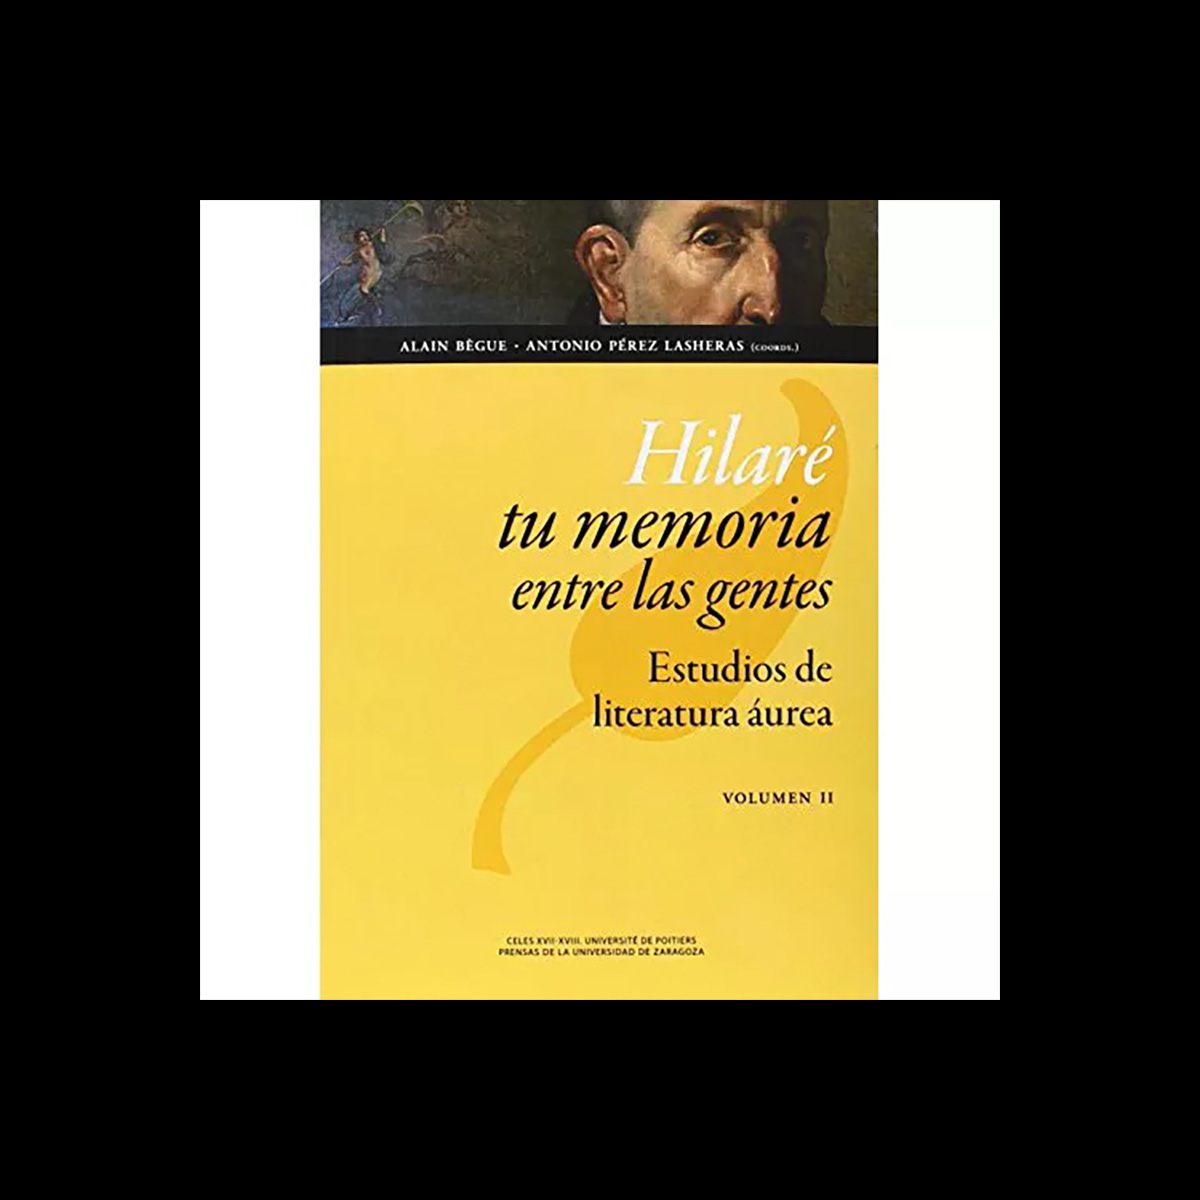 ALAIN BÈGUE · ANTONIO PÉREZ LASHERAS (COORDS.)
Hilaré
tu memoria
entre las gentes
Estudios de
literatura áurea
VOLUMEN II
CELES XVII-XVIII. UNIVERSITÉ DE POITIERS
PRENSAS DE LA UNIVERSIDAD DE ZARAGOZA